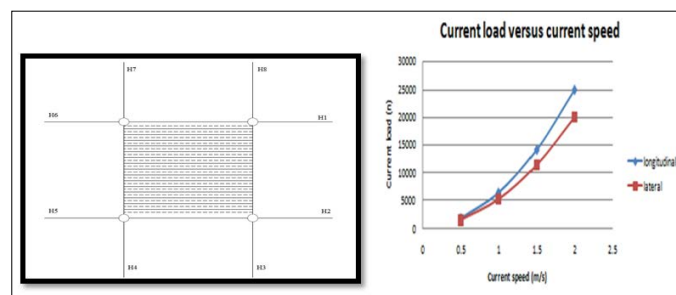 H7
H8
H6
H1
H5
H2
H4
H3
Current load versus current speed
Current load (n)
30000
25000
20000
15000
10000
5000
0
0
0.5
1
1.5
2
2.5
Current speed (m/s)
longitudinal
lateral